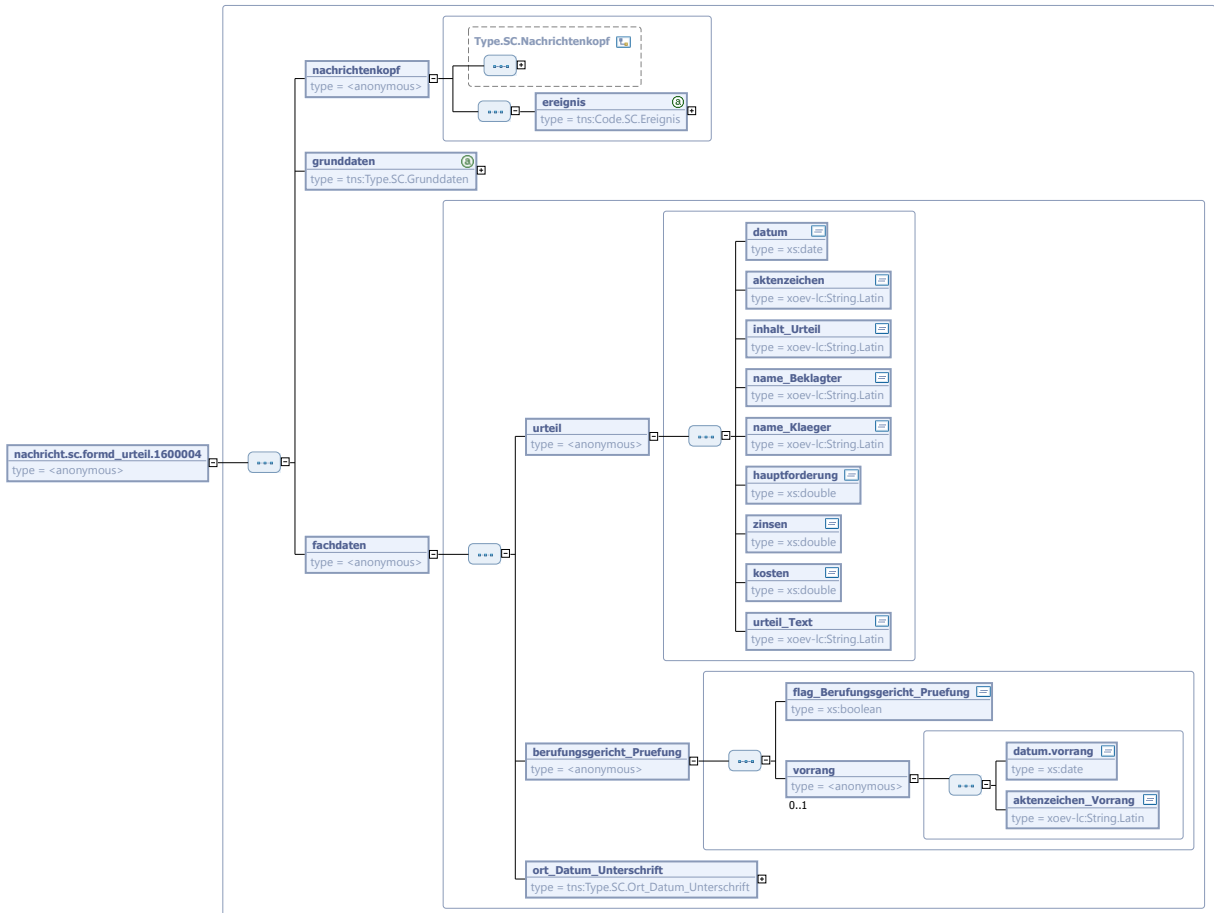 Type.SC.Nachrichtenkopf
nachrichtenkopf
type = <anonymous>
ereignis
a
type = tns:Code.SC.Ereignis
grunddaten
a
type = tns:Type.SC.Grunddaten
datum
type = xs:date
aktenzeichen
type = xoev-lc:String.Latin
inhalt_Urteil
type = xoev-lc:String.Latin
name_Beklagter
type = xoev-lc:String.Latin
urteil
type = <anonymous>
name_Klaeger
type = xoev-lc:String.Latin
nachricht.sc.formd_urteil.1600004
type = <anonymous>
hauptforderung
type = xs:double
zinsen
type = xs:double
fachdaten
type = <anonymous>
kosten
type = xs:double
urteil_Text
type = xoev-lc:String.Latin
flag_Berufungsgericht_Pruefung
type = xs:boolean
berufungsgericht_Pruefung
type = <anonymous>
vorrang
type = <anonymous>
0..1
datum.vorrang
type = xs:date
aktenzeichen_Vorrang
type = xoev-lc:String.Latin
ort_Datum_Unterschrift
type = tns:Type.SC.Ort_Datum_Unterschrift